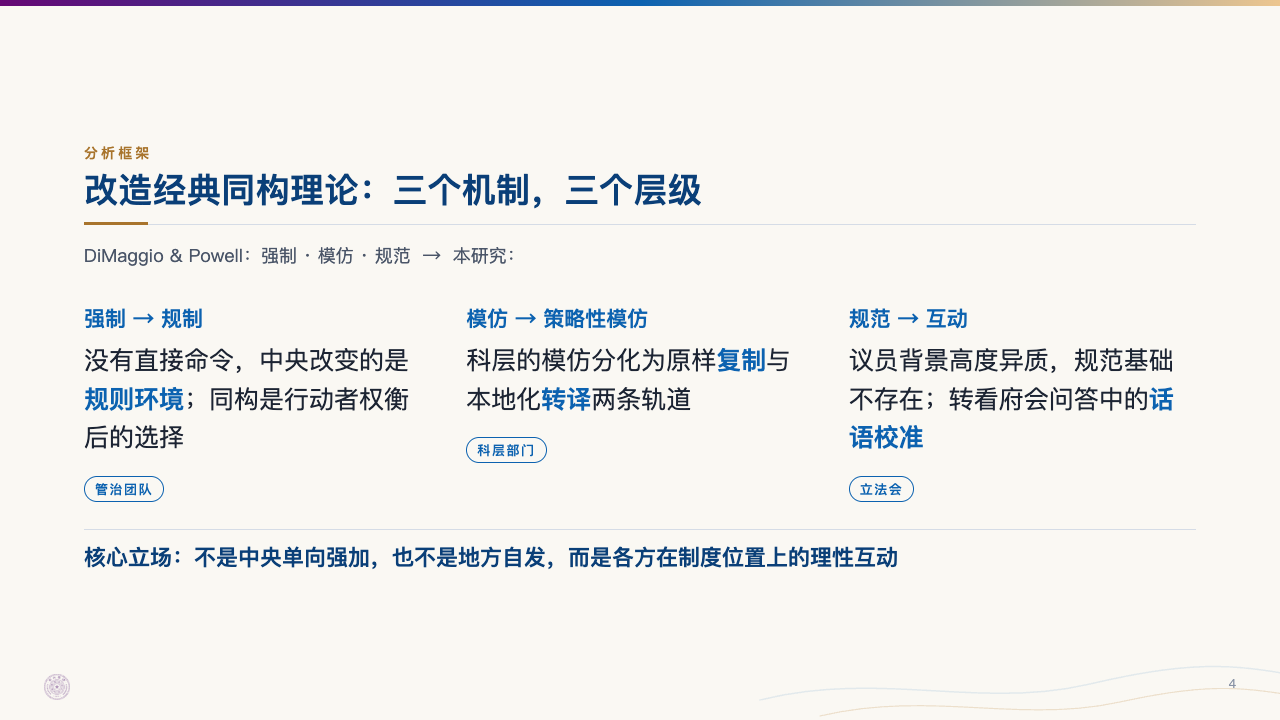 分析框架
改造经典同构理论：三个机制，三个层级
DiMaggio & Powell：强制 · 模仿 · 规范 → 本研究：
强制 → 规制
没有直接命令，中央改变的是
规则环境；同构是行动者权衡
后的选择
管治团队
模仿 → 策略性模仿
科层的模仿分化为原样复制与
本地化转译两条轨道
科层部门
规范 → 互动
议员背景高度异质，规范基础
不存在；转看府会问答中的话
语校准
立法会
核心立场：不是中央单向强加，也不是地方自发，而是各方在制度位置上的理性互动
4